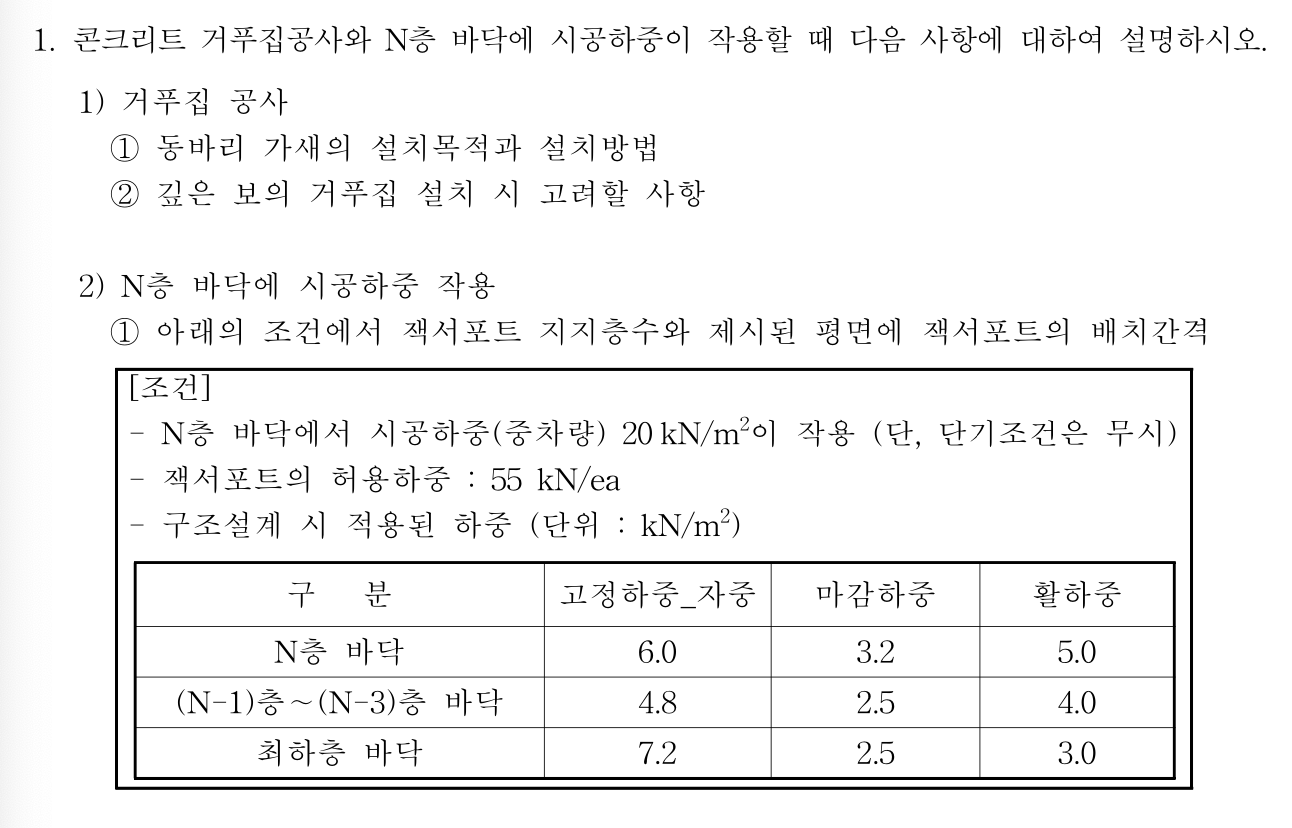 1. 콘크리트 거푸집공사와 N층 바닥에 시공하중이 작용할 때 다음 사항에 대하여 설명하시오.
1) 거푸집 공사
① 동바리 가새의 설치목적과 설치방법
② 깊은 보의 거푸집 설치 시 고려할 사항
2) N층 바닥에 시공하중 작용
① 아래의 조건에서 잭서포트 지지층수와 제시된 평면에 잭서포트의 배치간격
[조건]
- N층 바닥에서 시공하중(중차량) 20 kN/m²이 작용 (단, 단기조건은 무시)
- 잭서포트의 허용하중 : 55 kN/ea
- 구조설계 시 적용된 하중 (단위 : kN/m²)
구 분 고정하중_자중 마감하중 활하중
N층 바닥 6.0 3.2 5.0
(N-1)층~(N-3)층 바닥 4.8 2.5 4.0
최하층 바닥 7.2 2.5 3.0